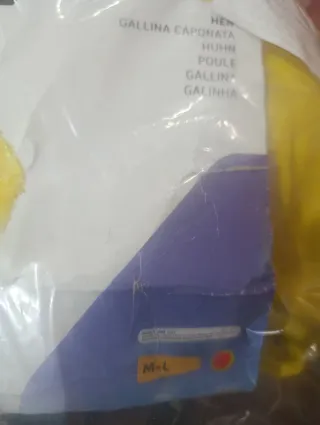 HEN
GALLINA CAPONATA
HUHN
POULE
GALLINA
GALINHA
M-L